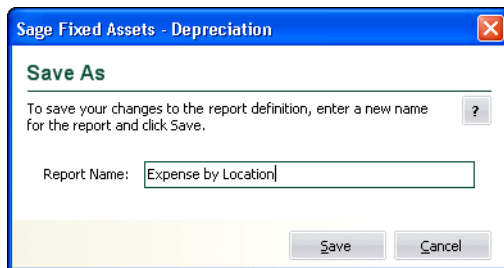 Sage Fixed Assets - Depreciation
Save As
To save your changes to the report definition, enter a new name
for the report and click Save.
?
Report Name: Expense by Location
Save Cancel